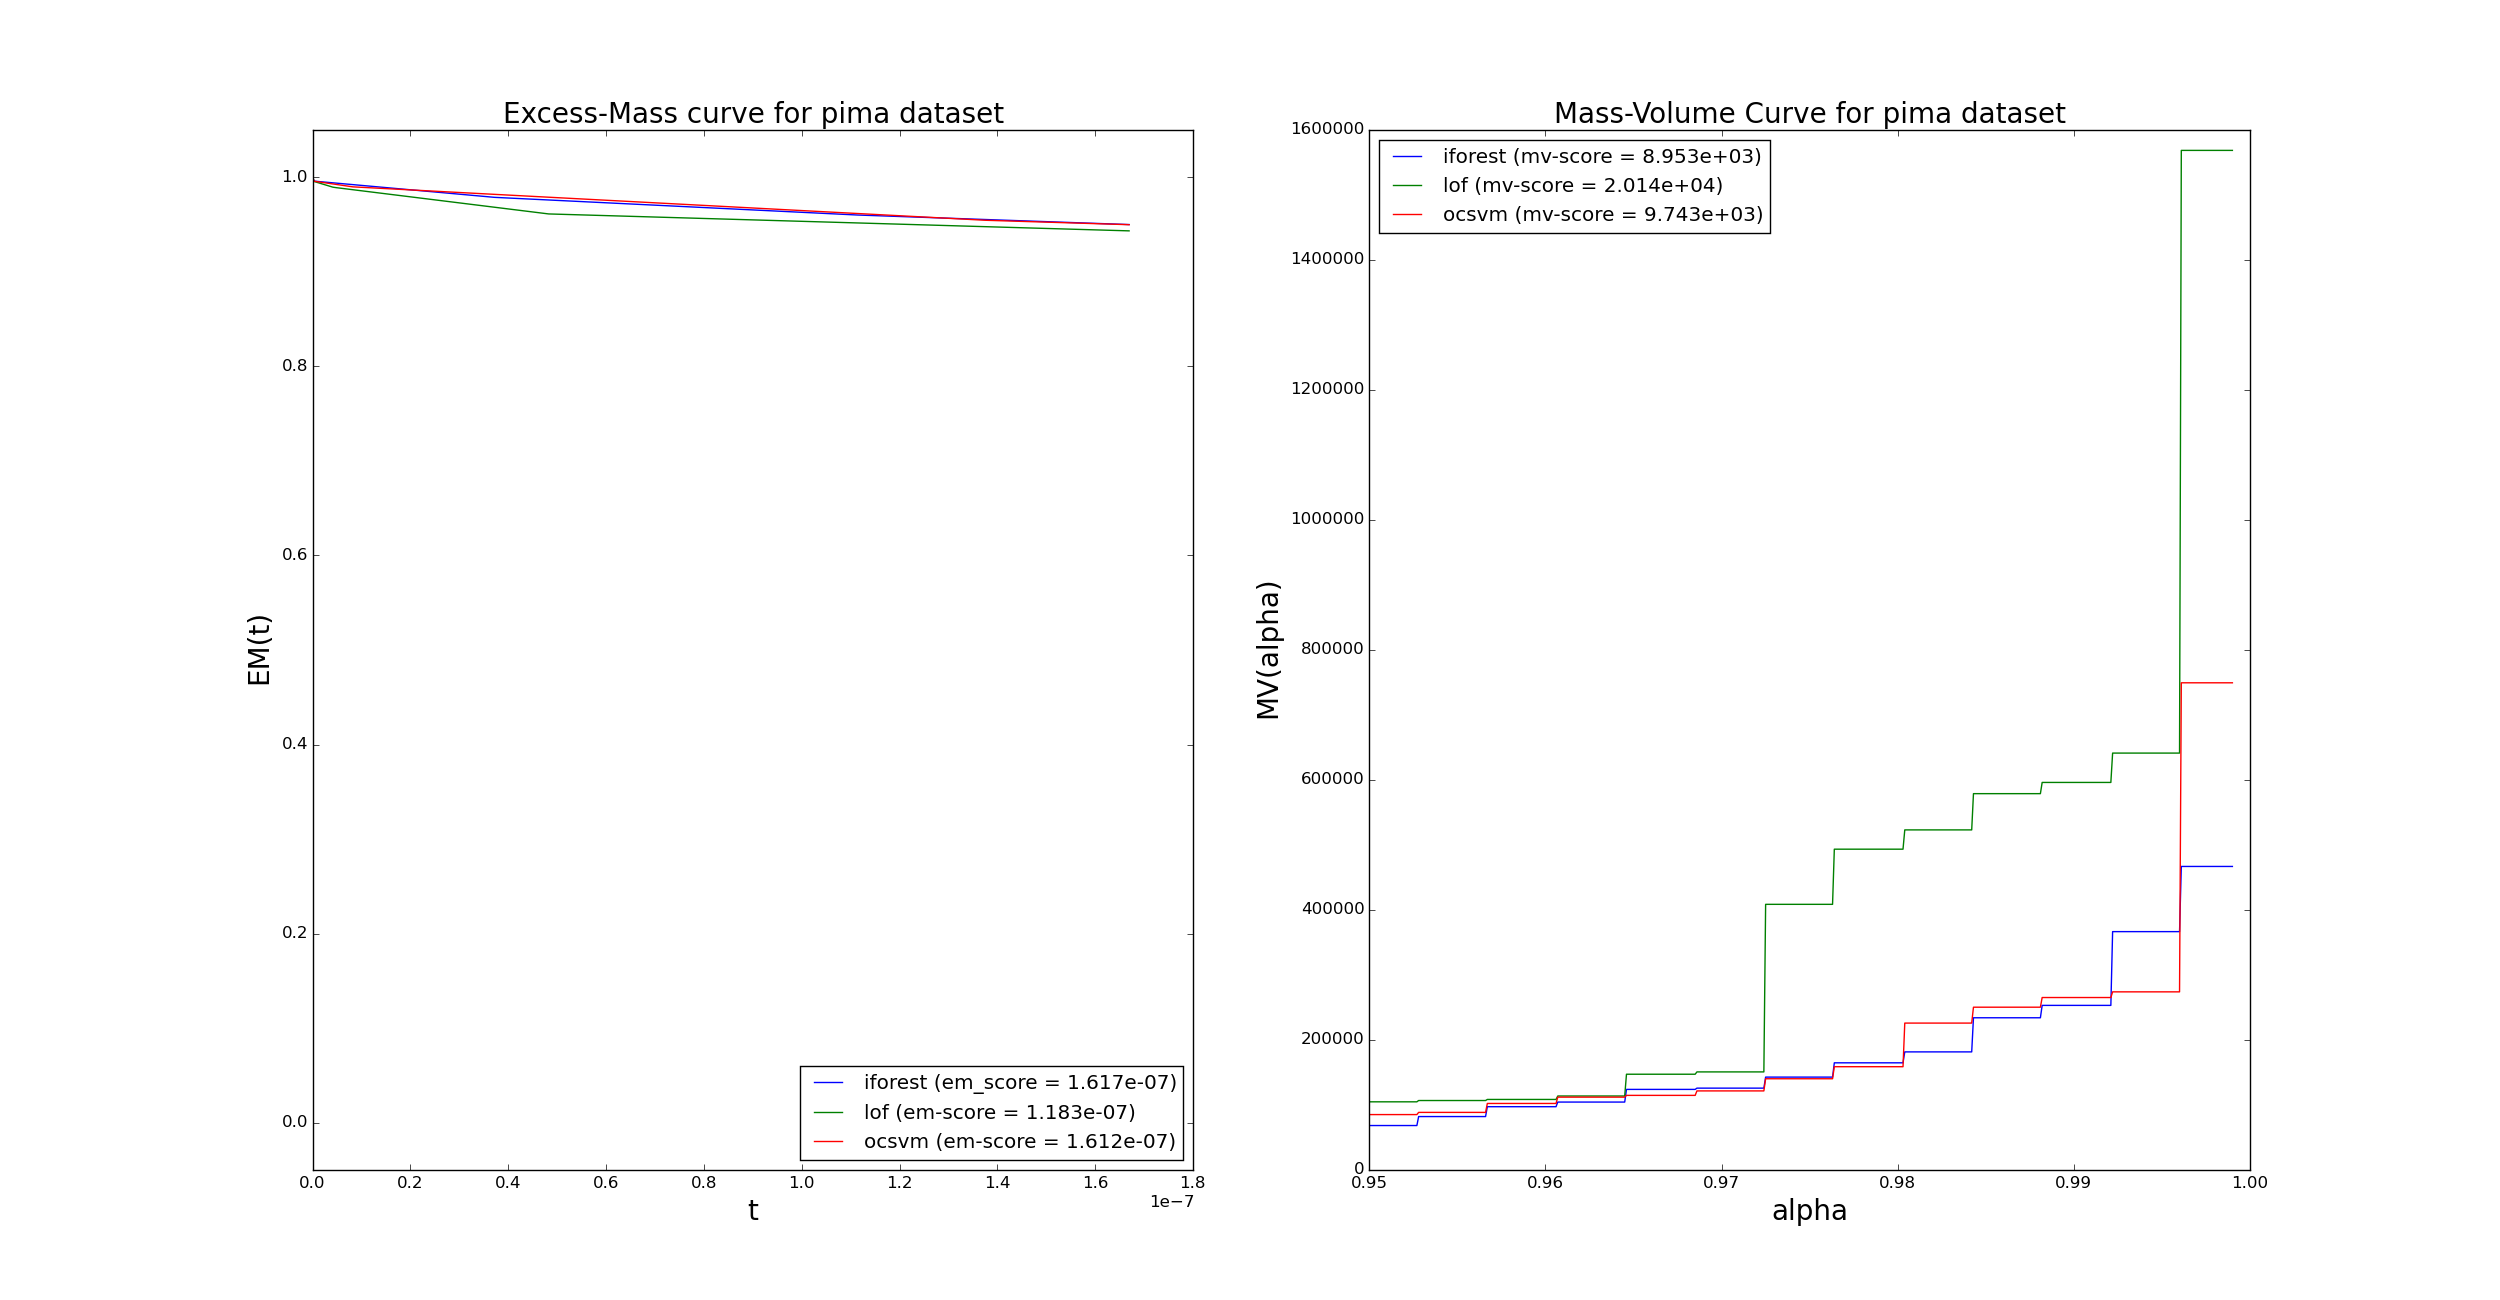 Excess-Mass curve for pima dataset
1.0
0.8
0.6
0.4
0.2
0.0
EM(t)
iforest (em_score = 1.617e-07)
lof (em-score = 1.183e-07)
ocsvm (em-score = 1.612e-07)
0.0 0.2 0.4 0.6 0.8 1.0 1.2 1.4 1.6 1.8
1e−7
t
Mass-Volume Curve for pima dataset
1600000
1400000
1200000
1000000
800000
600000
400000
200000
0
MV(alpha)
iforest (mv-score = 8.953e+03)
lof (mv-score = 2.014e+04)
ocsvm (mv-score = 9.743e+03)
0.95 0.96 0.97 0.98 0.99 1.00
alpha